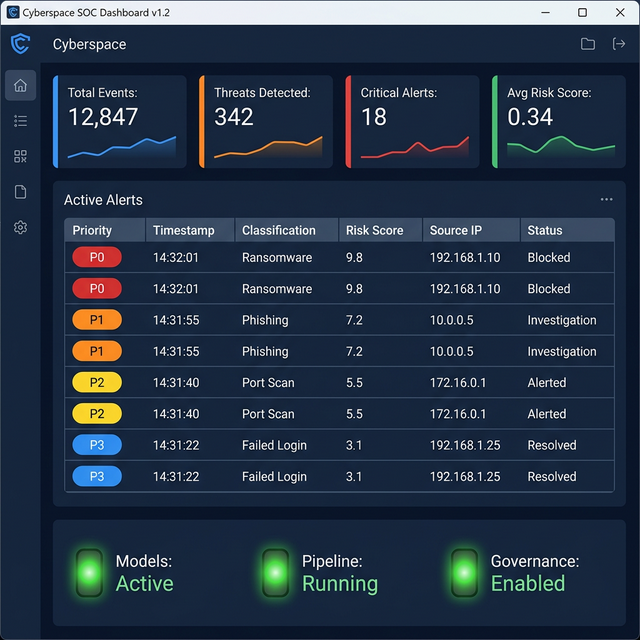 Cyberspace SOC Dashboard v1.2
Cyberspace
Total Events:
12,847
Threats Detected:
342
Critical Alerts:
18
Avg Risk Score:
0.34
Active Alerts
Priority Timestamp Classification Risk Score Source IP Status
P0 14:32:01 Ransomware 9.8 192.168.1.10 Blocked
P0 14:32:01 Ransomware 9.8 192.168.1.10 Blocked
P1 14:31:55 Phishing 7.2 10.0.0.5 Investigation
P1 14:31:55 Phishing 7.2 10.0.0.5 Investigation
P2 14:31:40 Port Scan 5.5 172.16.0.1 Alerted
P2 14:31:40 Port Scan 5.5 172.16.0.1 Alerted
P3 14:31:22 Failed Login 3.1 192.168.1.25 Resolved
P3 14:31:22 Failed Login 3.1 192.168.1.25 Resolved
Models:
Active
Pipeline:
Running
Governance:
Enabled